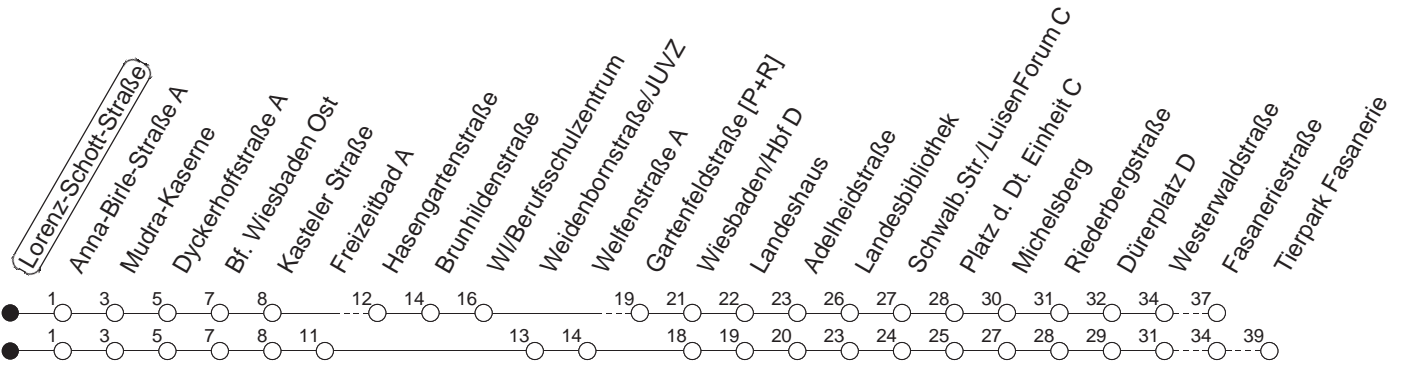 Lorenz-Schott-Straße
Anna-Birle-Straße A
Mudra-Kaserne
Dyckerhoffstraße A
Bf. Wiesbaden Ost
Kasteler Straße
Freizeitbad A
Hasengartenstraße
Brunhildenstraße
WI/Berufsschulzentrum
Weidenbornstraße/JUVZ
Welfenstraße A
Gartenfeldstraße [P+R]
Wiesbaden/Hbf D
Landeshaus
Adelheidstraße
Landesbibliothek
Schwalb.Str./LuisenForum C
Platz d. Dt. Einheit C
Michelsberg
Riederbergstraße
Dürerplatz D
Westerwaldstraße
Fasaneriestraße
Tierpark Fasanerie
1 3 5 7 8 12 14 16 19 21 22 23 26 27 28 30 31 32 34 37
1 3 5 7 8 11 13 14 18 19 20 23 24 25 27 28 29 31 34 39